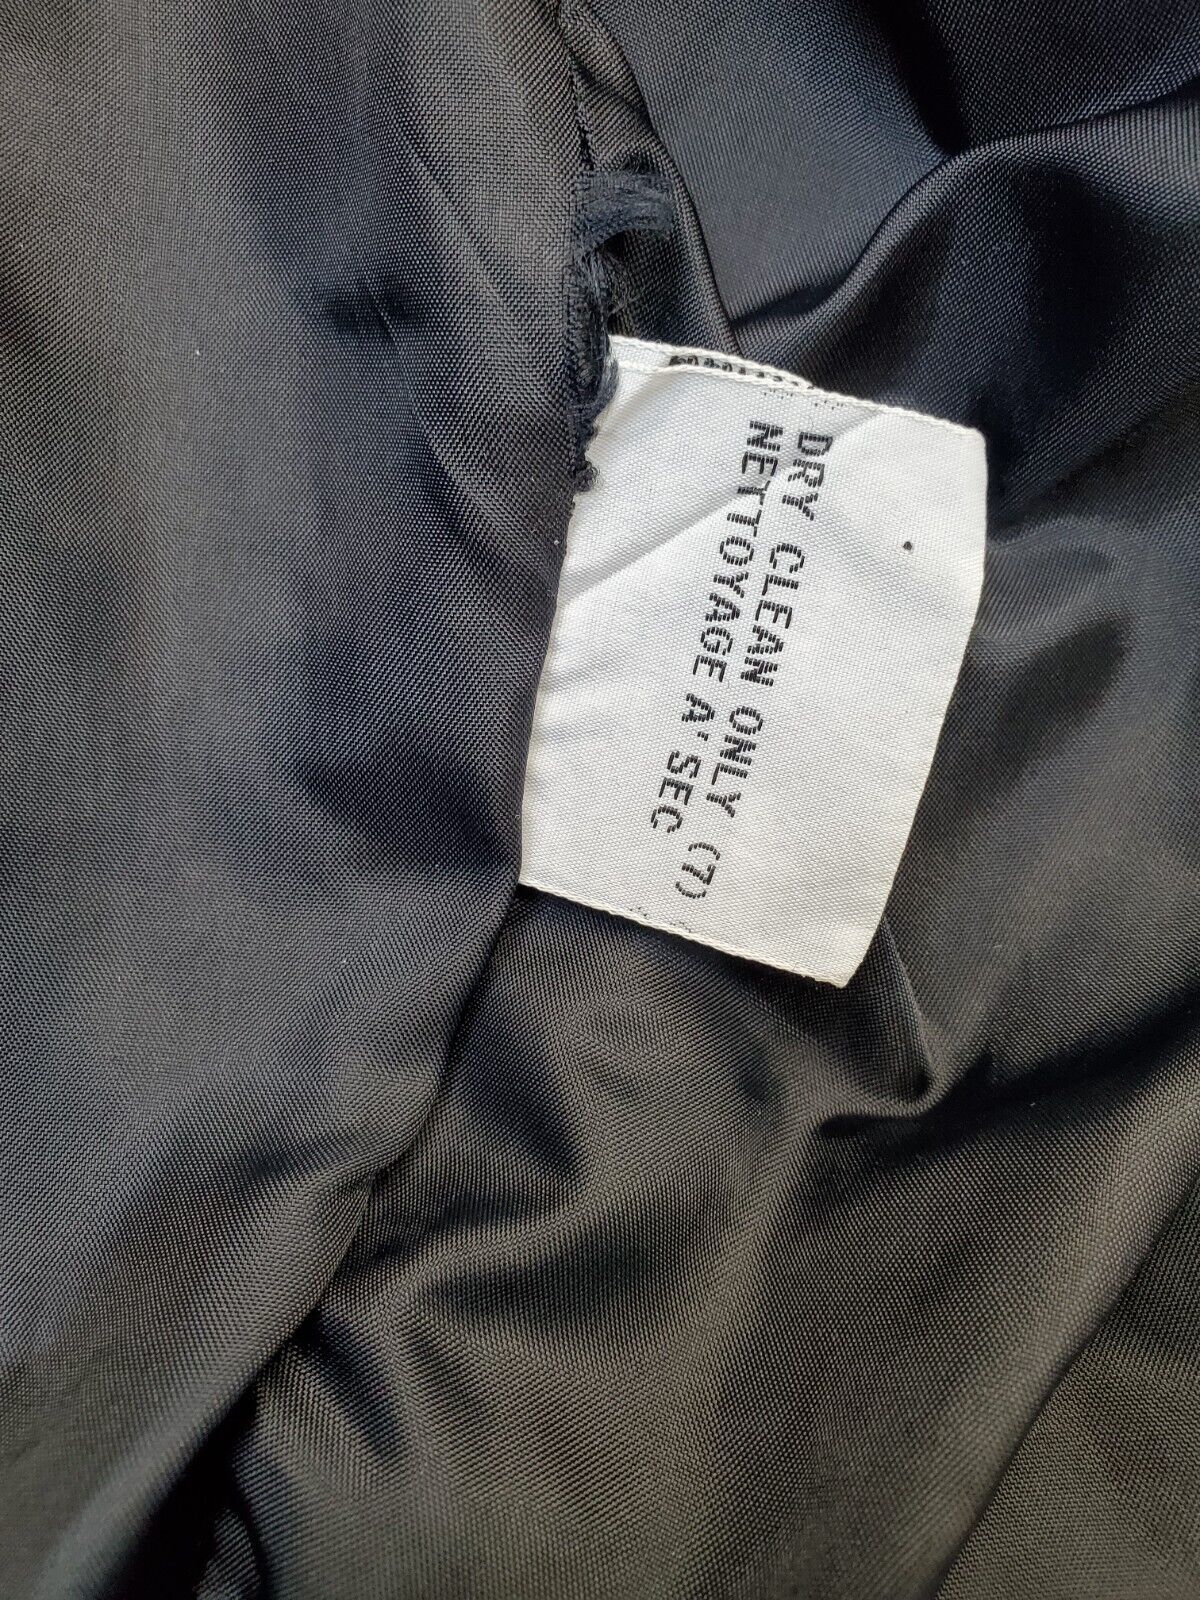 DRY CLEAN ONLY (7)
NETTOYAGE A' SEC